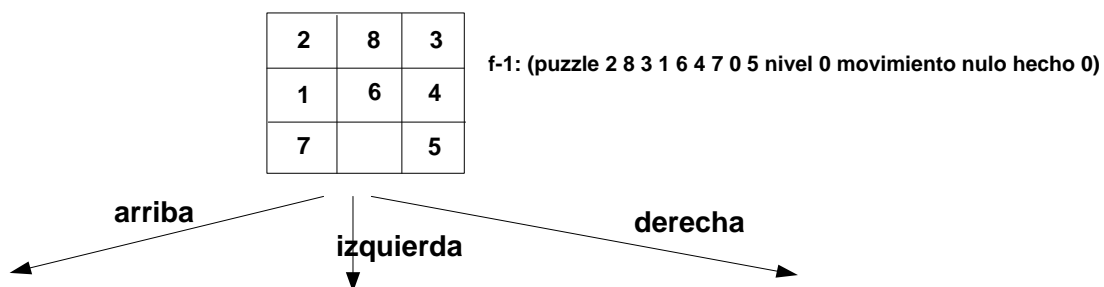 2 8 3
f-1: (puzzle 2 8 3 1 6 4 7 0 5 nivel 0 movimiento nulo hecho 0)
1 6 4
7 5
arriba
izquierda
derecha